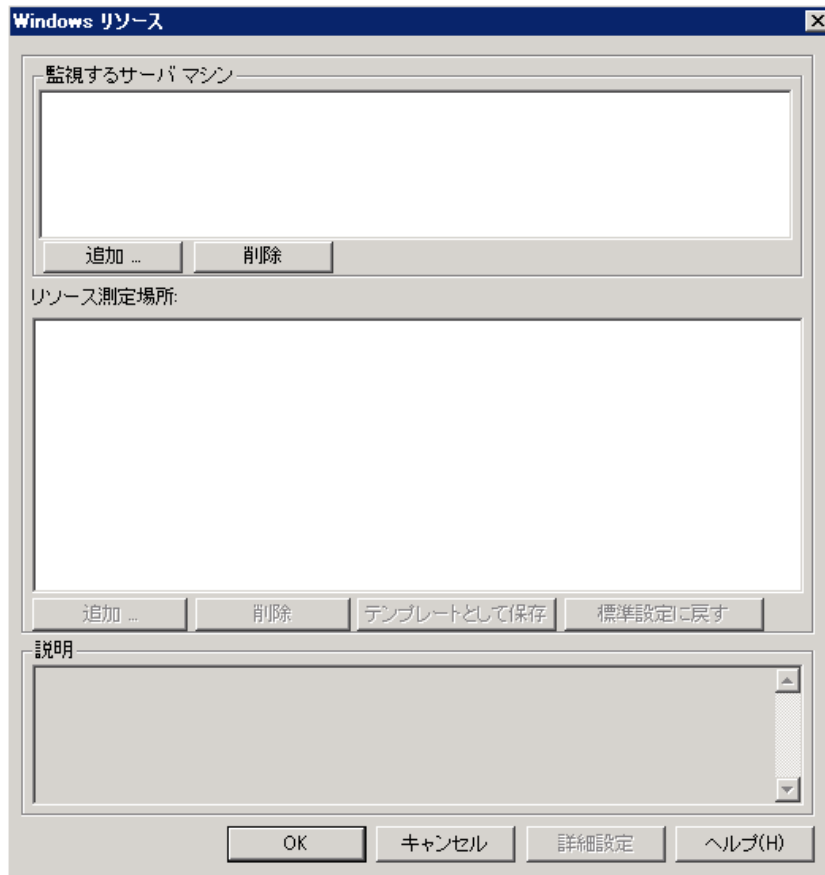 Windows リソース
監視するサーバ マシン
追加 ... 削除
リソース測定場所:
追加 ... 削除 テンプレートとして保存 標準設定に戻す
説明
OK キャンセル 詳細設定 ヘルプ(H)